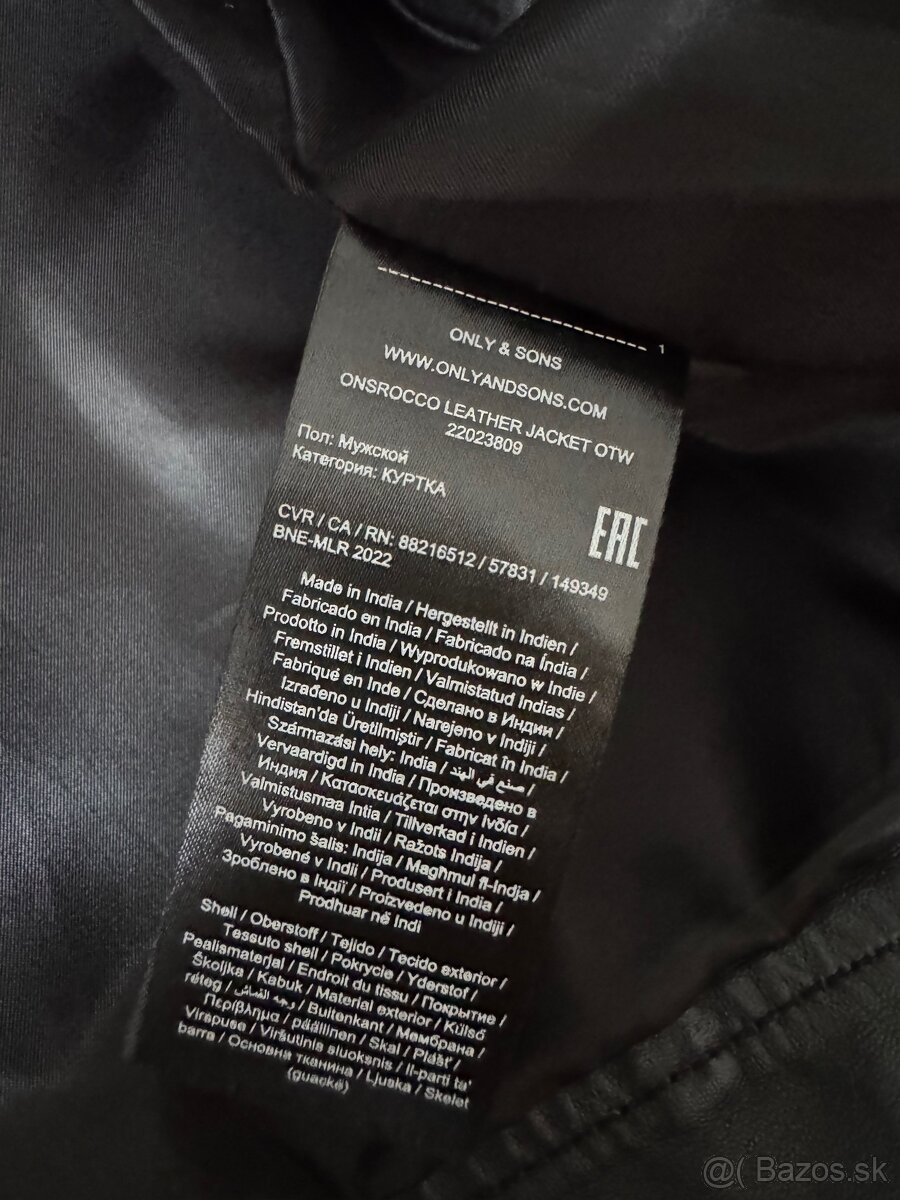 1
ONLY & SONS
WWW.ONLYANDSONS.COM
ONSROCCO LEATHER JACKET OTW
22023809
Пол: Мужской
Категория: КУРТКА
EAC
CVR / CA / RN: 88216512 / 57831 / 149349
BNE-MLR 2022
Made in India / Hergestellt in Indien /
Fabricado en India / Fabricado na Índia /
Prodotto in India / Wyprodukowano w Indie /
Fremstillet i Indien / Valmistatud Indias /
Fabriqué en Inde / Сделано в Индии /
Izrađeno u Indiji / Narejeno v Indiji /
Hindistan'da Üretilmiştir / Fabricat în India /
Származási hely: India / صنع في الهند /
Vervaardigd in India / Произведено в
Индия / Κατασκευάζεται στην Ινδία /
Valmistusmaa Intia / Tillverkad i Indien /
Vyrobeno v Indii / Ražots Indija /
Pagaminimo šalis: Indija / Magħmul fl-Indja /
Vyrobené v Indii / Produsert i India /
Зроблено в Індії / Proizvedeno u Indiji /
Prodhuar në Indi
Shell / Oberstoff / Tejido / Tecido exterior /
Tessuto shell / Pokrycie / Yderstof /
Pealismaterjal / Endroit du tissu / Покрытие /
Školjka / Kabuk / Material exterior / Külső
réteg / وجه القماش / Buitenkant / Мембрана /
Περίβλημα / päällinen / Skal / Plášť /
Virspuse / Viršutinis sluoksnis / Il-parti ta'
barra / Основна тканина / Ljuska / Skelet
(guackë)
@( Bazos.sk